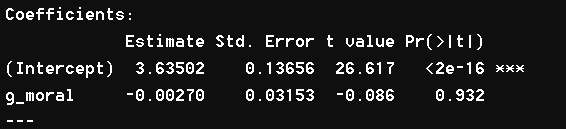 Coefficients:
            Estimate Std. Error t value Pr(>|t|)
(Intercept)  3.63502    0.13656  26.617   <2e-16 ***
g_moral     -0.00270    0.03153  -0.086    0.932
---